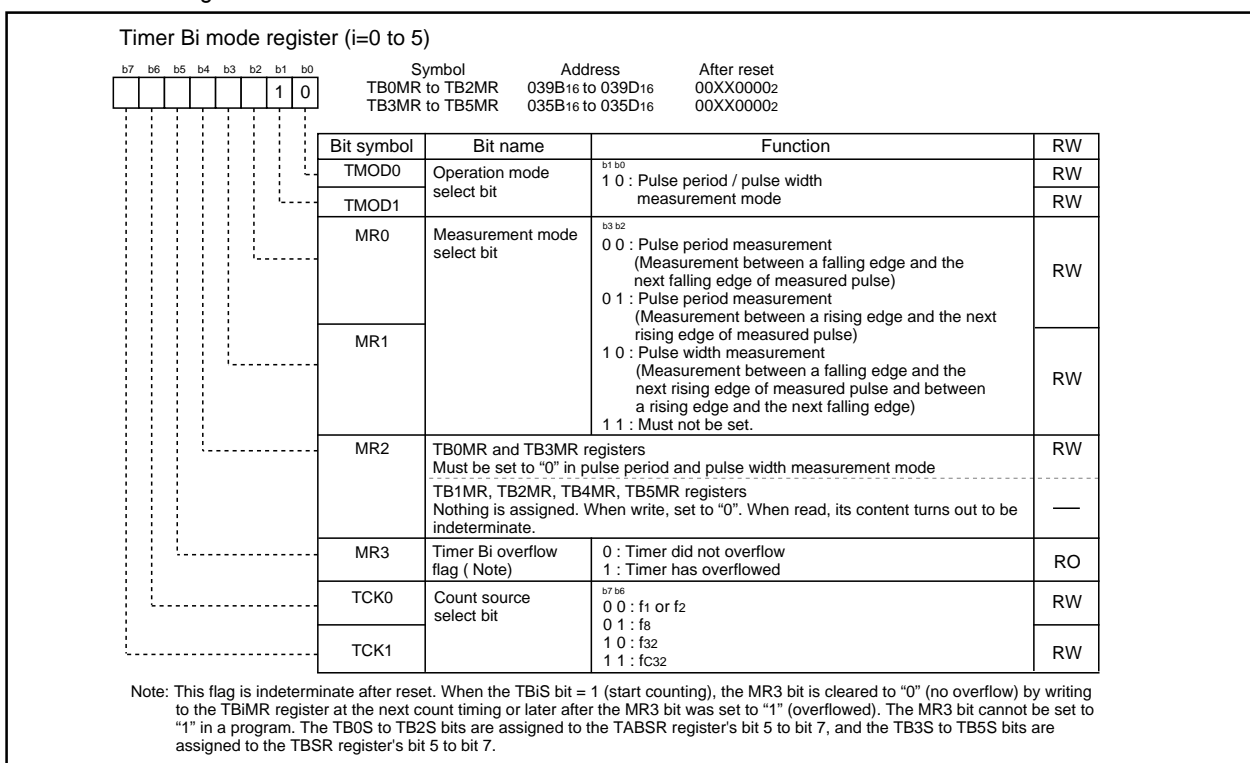 Timer Bi mode register (i=0 to 5)
b7 b6 b5 b4 b3 b2 b1 b0
1 0
Symbol Address After reset
TB0MR to TB2MR 039B16 to 039D16 00XX00002
TB3MR to TB5MR 035B16 to 035D16 00XX00002
Bit symbol Bit name Function RW
TMOD0 Operation mode select bit
b1 b0
1 0 : Pulse period / pulse width
measurement mode
RW
TMOD1 RW
MR0 Measurement mode
select bit
b3 b2
0 0 : Pulse period measurement
(Measurement between a falling edge and the
next falling edge of measured pulse)
0 1 : Pulse period measurement
(Measurement between a rising edge and the next
rising edge of measured pulse)
1 0 : Pulse width measurement
(Measurement between a falling edge and the
next rising edge of measured pulse and between
a rising edge and the next falling edge)
1 1 : Must not be set.
RW
MR1 RW
MR2 TB0MR and TB3MR registers
Must be set to “0” in pulse period and pulse width measurement mode
RW
TB1MR, TB2MR, TB4MR, TB5MR registers
Nothing is assigned. When write, set to “0”. When read, its content turns out to be
indeterminate.
—
MR3 Timer Bi overflow
flag ( Note)
0 : Timer did not overflow
1 : Timer has overflowed
RO
TCK0 Count source
select bit
b7 b6
0 0 : f1 or f2
0 1 : f8
1 0 : f32
1 1 : fC32
RW
TCK1 RW
Note: This flag is indeterminate after reset. When the TBiS bit = 1 (start counting), the MR3 bit is cleared to “0” (no overflow) by writing
to the TBiMR register at the next count timing or later after the MR3 bit was set to “1” (overflowed). The MR3 bit cannot be set to
“1” in a program. The TB0S to TB2S bits are assigned to the TABSR register's bit 5 to bit 7, and the TB3S to TB5S bits are
assigned to the TBSR register's bit 5 to bit 7.